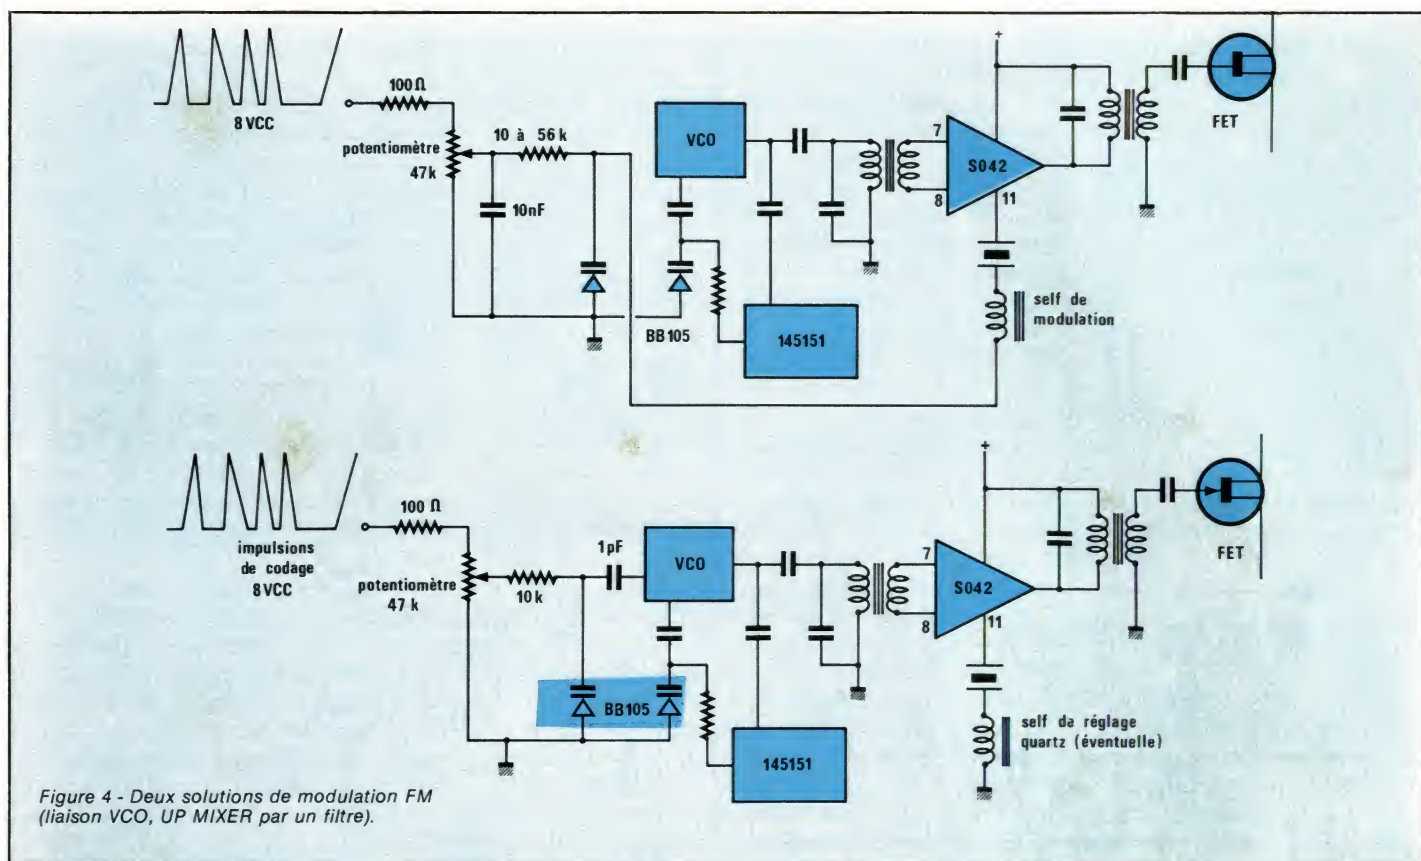 8 VCC
100 Ω
potentiomètre
47k
10 à 56 k
10nF
BB105
VCO
145151
7
8
S042
11
+
self de
modulation
FET
impulsions
de codage
8 VCC
100 Ω
potentiomètre
47 k
10 k
1 pF
BB105
VCO
145151
7
8
S042
11
+
self de réglage
quartz (éventuelle)
FET
Figure 4 - Deux solutions de modulation FM
(liaison VCO, UP MIXER par un filtre).